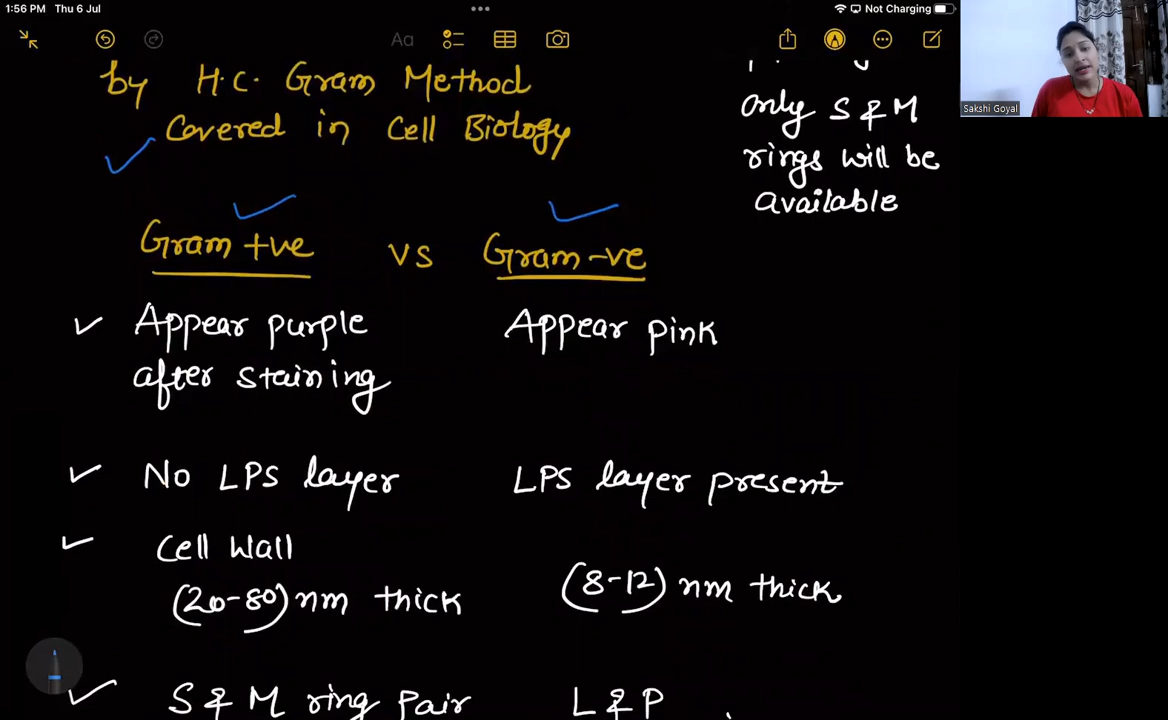 1:56 PM Thu 6 Jul
Not Charging
Aa
Sakshi Goyal
by H.C. Gram Method
Covered in Cell Biology
only S & M
rings will be
available
Gram +ve vs Gram -ve
Appear purple Appear pink
after staining
No LPS layer LPS layer present
Cell Wall
(20-80) nm thick (8-12) nm thick
S & M ring pair L & P